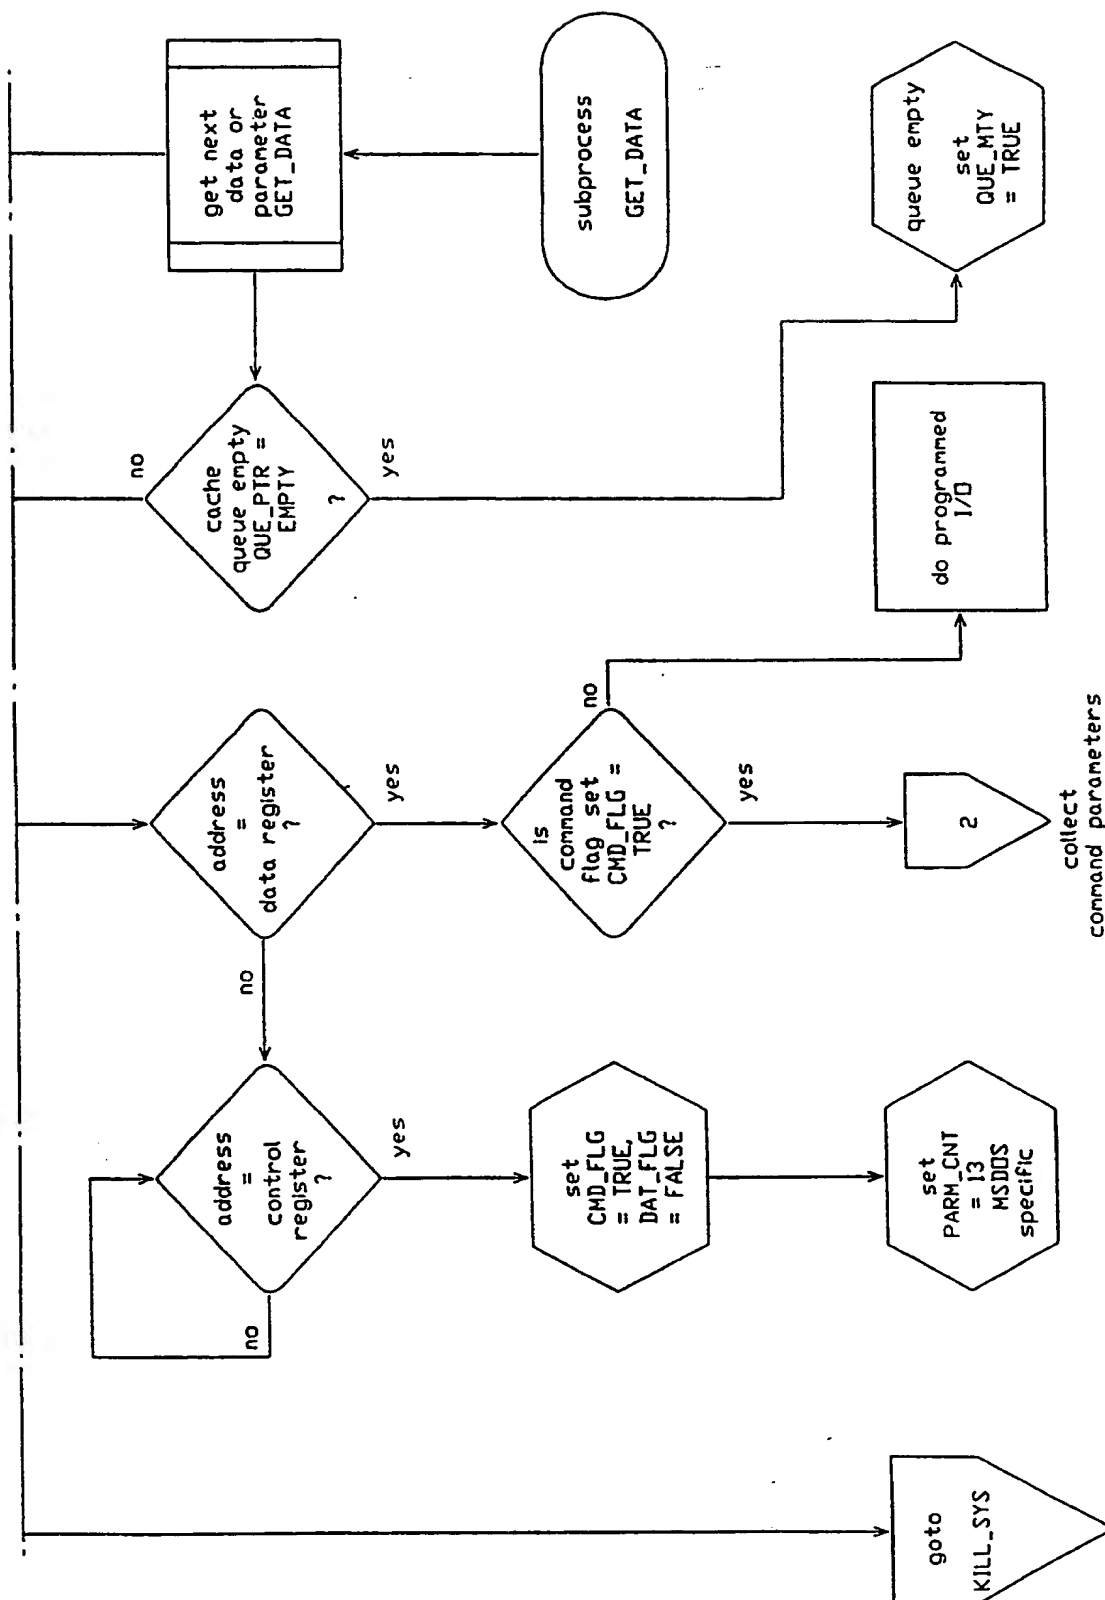 address
=
control
register
?
no
yes
address
=
data register
?
no
yes
cache
queue empty
QUE_PTR =
EMPTY
?
no
yes
get next
data or
parameter
GET_DATA
set
CMD_FLG
= TRUE,
DAT_FLG
= FALSE
is
command
flag set
CMD_FLG =
TRUE
?
no
yes
subprocess
GET_DATA
goto
KILL_SYS
set
PARM_CNT
= 13
MSDOS
specific
2
collect
command parameters
do programmed
I/O
queue empty
set
QUE_MTY
= TRUE